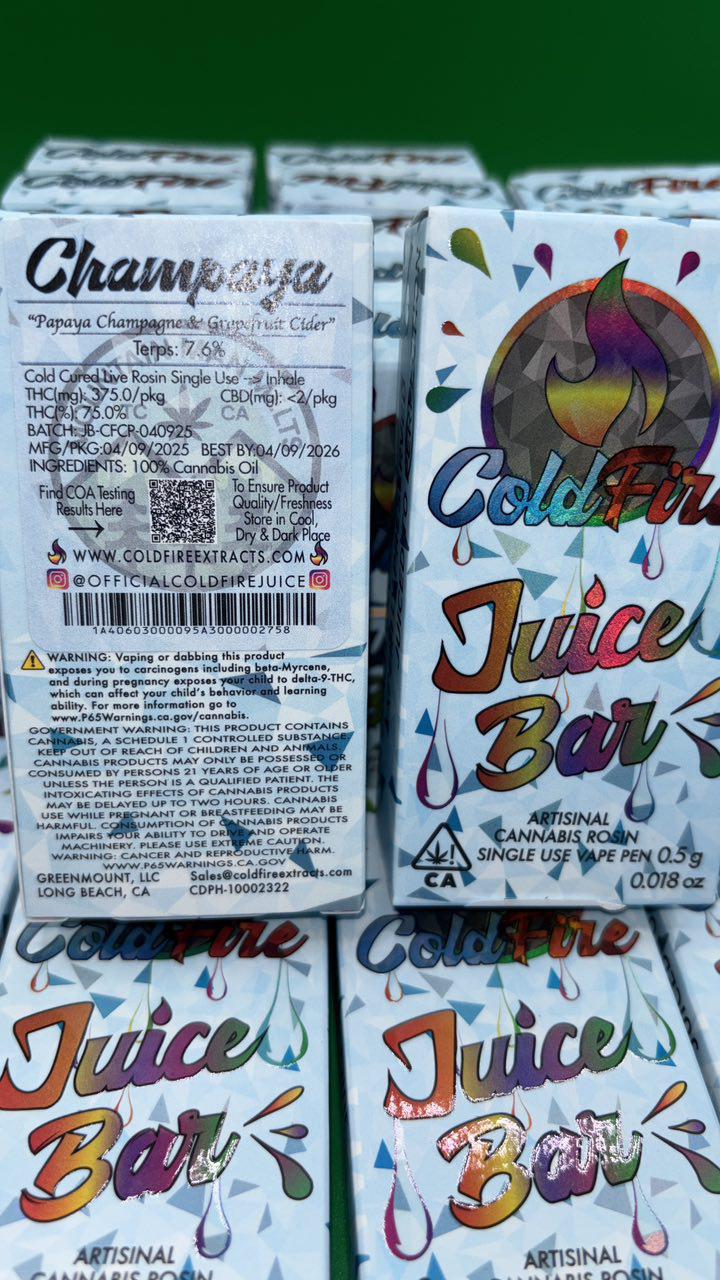 ColdFire
ColdFire
ColdFire
ColdFire
ColdFire
Champaya
"Papaya Champagne & Grapefruit Cider"
Terps: 7.6%
Cold Cured Live Rosin Single Use --> Inhale
THC(mg): 375.0/pkg CBD(mg): <2/pkg
THC(%): 75.0%
BATCH: JB-CFCP-040925
MFG/PKG:04/09/2025 BEST BY:04/09/2026
INGREDIENTS: 100% Cannabis Oil
Find COA Testing
Results Here
To Ensure Product
Quality/Freshness
Store in Cool,
Dry & Dark Place
WWW.COLDFIREEXTRACTS.COM
@OFFICIALCOLDFIREJUICE
1A40603000095A3000002758
WARNING: Vaping or dabbing this product
exposes you to carcinogens including beta-Myrcene,
and during pregnancy exposes your child to delta-9-THC,
which can affect your child's behavior and learning
ability. For more information go to
www.P65Warnings.ca.gov/cannabis.
GOVERNMENT WARNING: THIS PRODUCT CONTAINS
CANNABIS, A SCHEDULE 1 CONTROLLED SUBSTANCE.
KEEP OUT OF REACH OF CHILDREN AND ANIMALS.
CANNABIS PRODUCTS MAY ONLY BE POSSESSED OR
CONSUMED BY PERSONS 21 YEARS OF AGE OR OLDER
UNLESS THE PERSON IS A QUALIFIED PATIENT. THE
INTOXICATING EFFECTS OF CANNABIS PRODUCTS
MAY BE DELAYED UP TO TWO HOURS. CANNABIS
USE WHILE PREGNANT OR BREASTFEEDING MAY BE
HARMFUL. CONSUMPTION OF CANNABIS PRODUCTS
IMPAIRS YOUR ABILITY TO DRIVE AND OPERATE
MACHINERY. PLEASE USE EXTREME CAUTION.
WARNING: CANCER AND REPRODUCTIVE HARM.
WWW.P65WARNINGS.CA.GOV
GREENMOUNT, LLC Sales@coldfireextracts.com
LONG BEACH, CA CDPH-10002322
ColdFire
Juice
Bar
ARTISINAL
CANNABIS ROSIN
SINGLE USE VAPE PEN 0.5 g
0.018 oz
CA
ColdFire
Juice
Bar
ARTISINAL
CANNABIS ROSIN
ColdFire
Juice
Bar
ARTISINAL
CANNABIS ROSIN